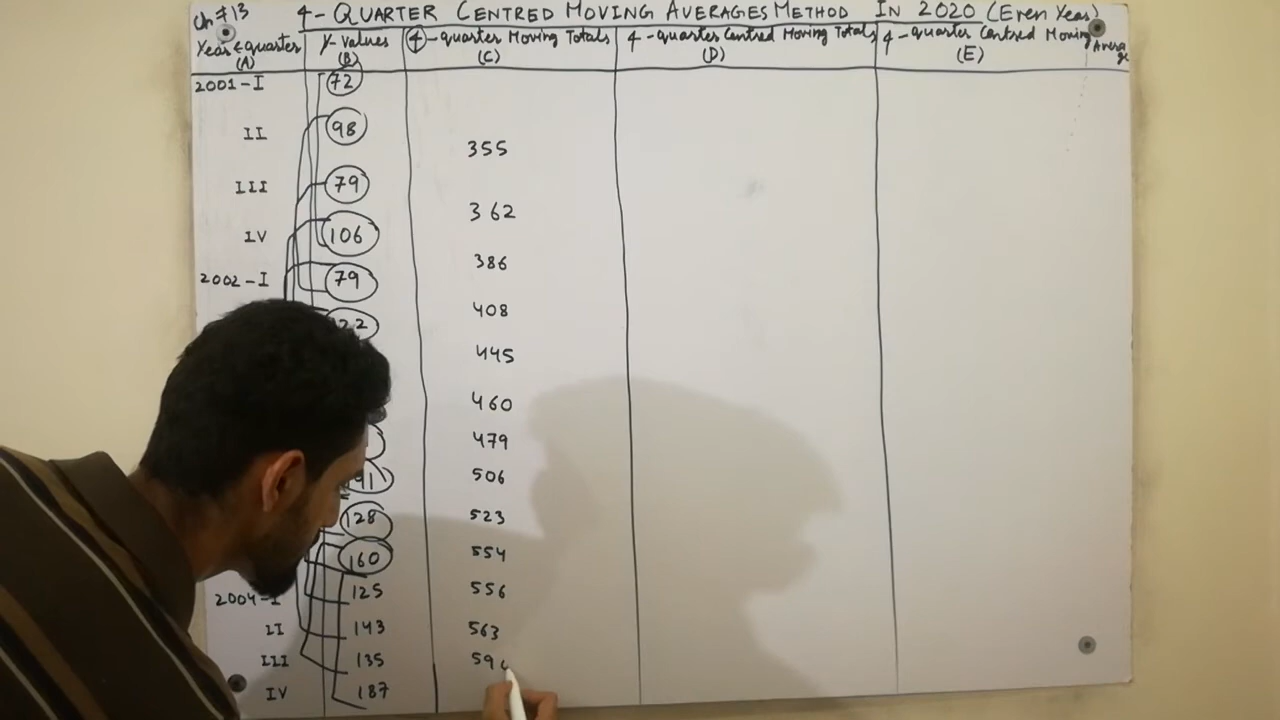 Ch # 13 4 - QUARTER CENTRED MOVING AVERAGES METHOD IN 2020 (Even Year)
Year & quarter (A) Y-Values (B) 4-quarter Moving Totals (C) 4-quarter Centred Moving Totals (D) 4-quarter Centred Moving Average (E)
2001-I 72
II 98
355
III 79
362
IV 106
386
2002-I 79
408
445
460
479
91 506
128 523
160 554
2004-I 125 556
II 143 563
III 135
IV 187